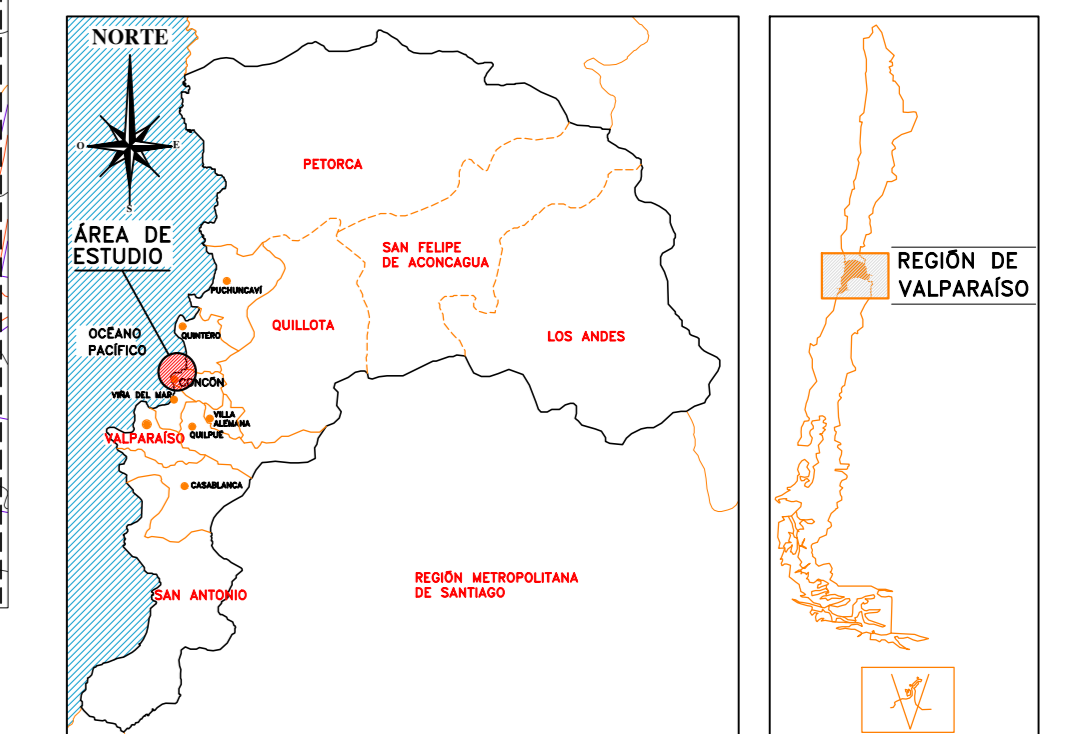 NORTE
O
E
S
ÁREA DE
ESTUDIO
PETORCA
SAN FELIPE
DE ACONCAGUA
PUCHUNCAVÍ
QUILLOTA
QUINTERO
OCÉANO
PACÍFICO
LOS ANDES
CONCÓN
VIÑA DEL MAR
VILLA
ALEMANA
QUILPUÉ
VALPARAÍSO
CASABLANCA
SAN ANTONIO
REGIÓN METROPOLITANA
DE SANTIAGO
REGIÓN DE
VALPARAÍSO